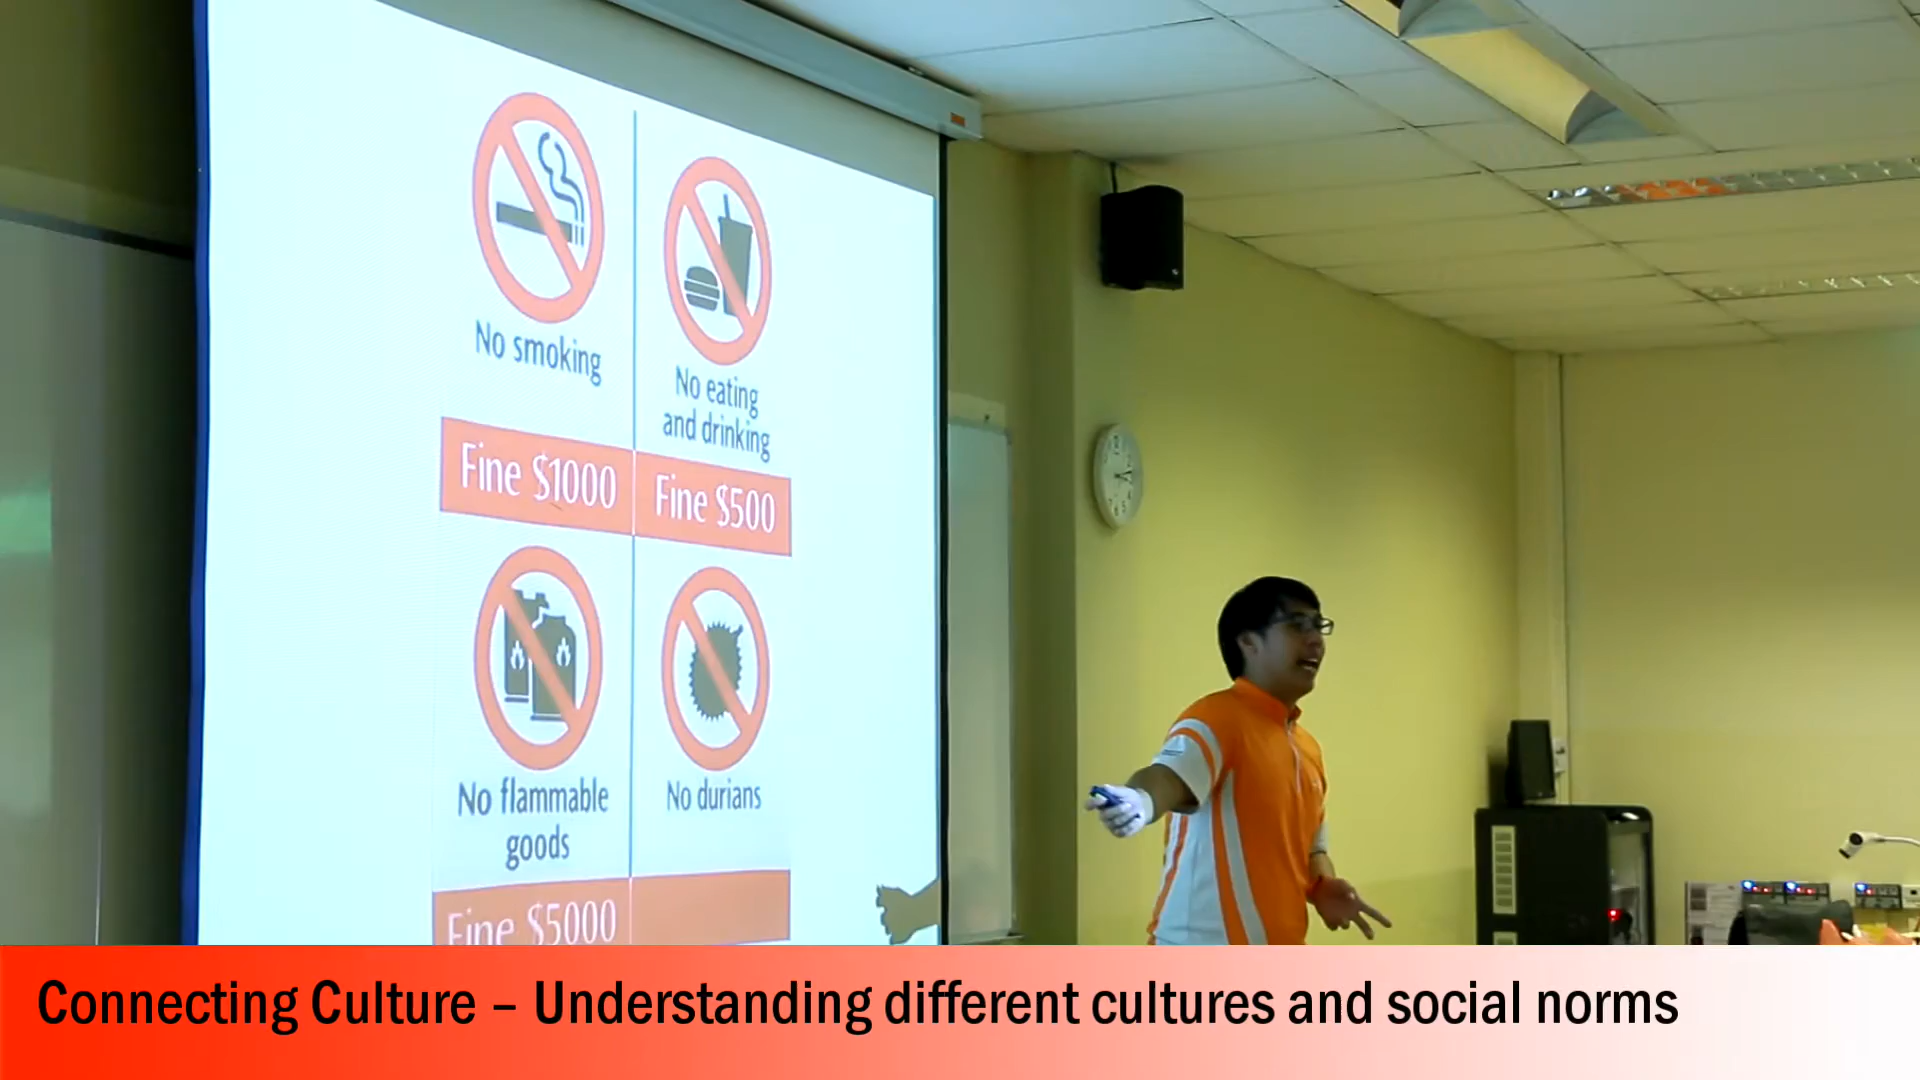 No smoking
No eating
and drinking
Fine $1000
Fine $500
No flammable
goods
No durians
Fine $5000
Connecting Culture – Understanding different cultures and social norms